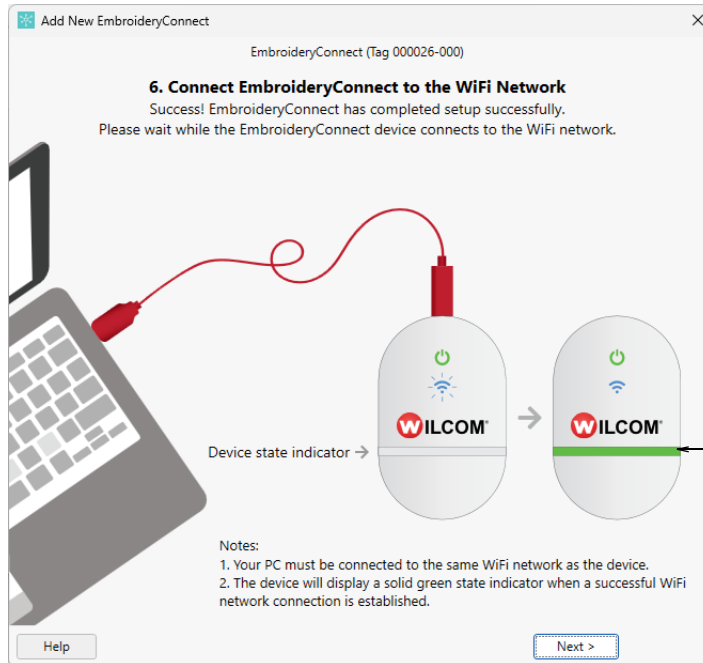 Add New EmbroideryConnect
EmbroideryConnect (Tag 000026-000)
6. Connect EmbroideryConnect to the WiFi Network
Success! EmbroideryConnect has completed setup successfully.
Please wait while the EmbroideryConnect device connects to the WiFi network.
WILCOM®
WILCOM®
Device state indicator
Notes:
1. Your PC must be connected to the same WiFi network as the device.
2. The device will display a solid green state indicator when a successful WiFi
network connection is established.
Help
Next >